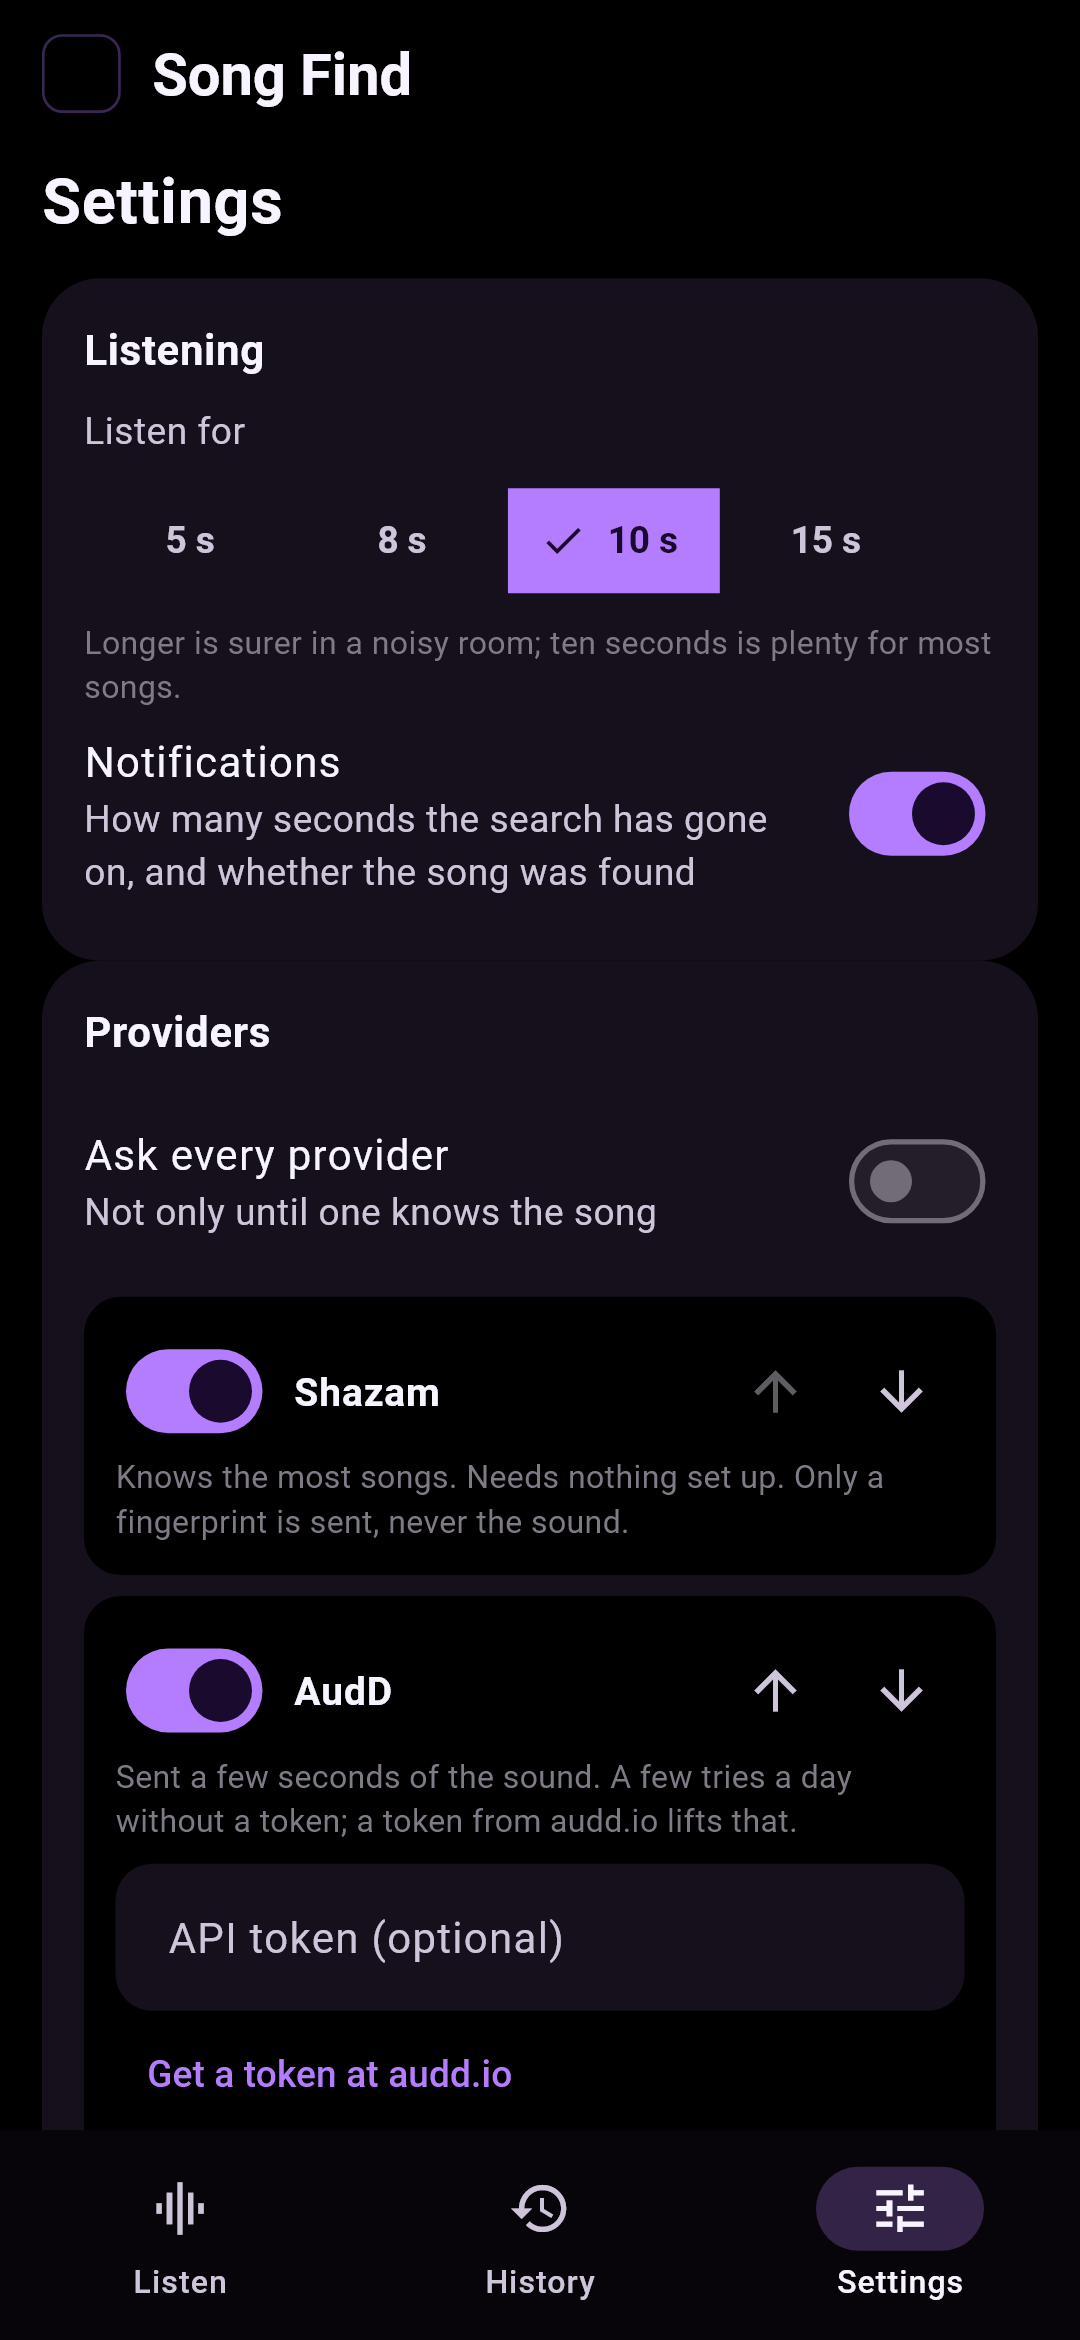 Song Find
Settings
Listening
Listen for
5 s
8 s
10 s
15 s
Longer is surer in a noisy room; ten seconds is plenty for most
songs.
Notifications
How many seconds the search has gone
on, and whether the song was found
Providers
Ask every provider
Not only until one knows the song
Shazam
Knows the most songs. Needs nothing set up. Only a
fingerprint is sent, never the sound.
AudD
Sent a few seconds of the sound. A few tries a day
without a token; a token from audd.io lifts that.
API token (optional)
Get a token at audd.io
Listen
History
Settings